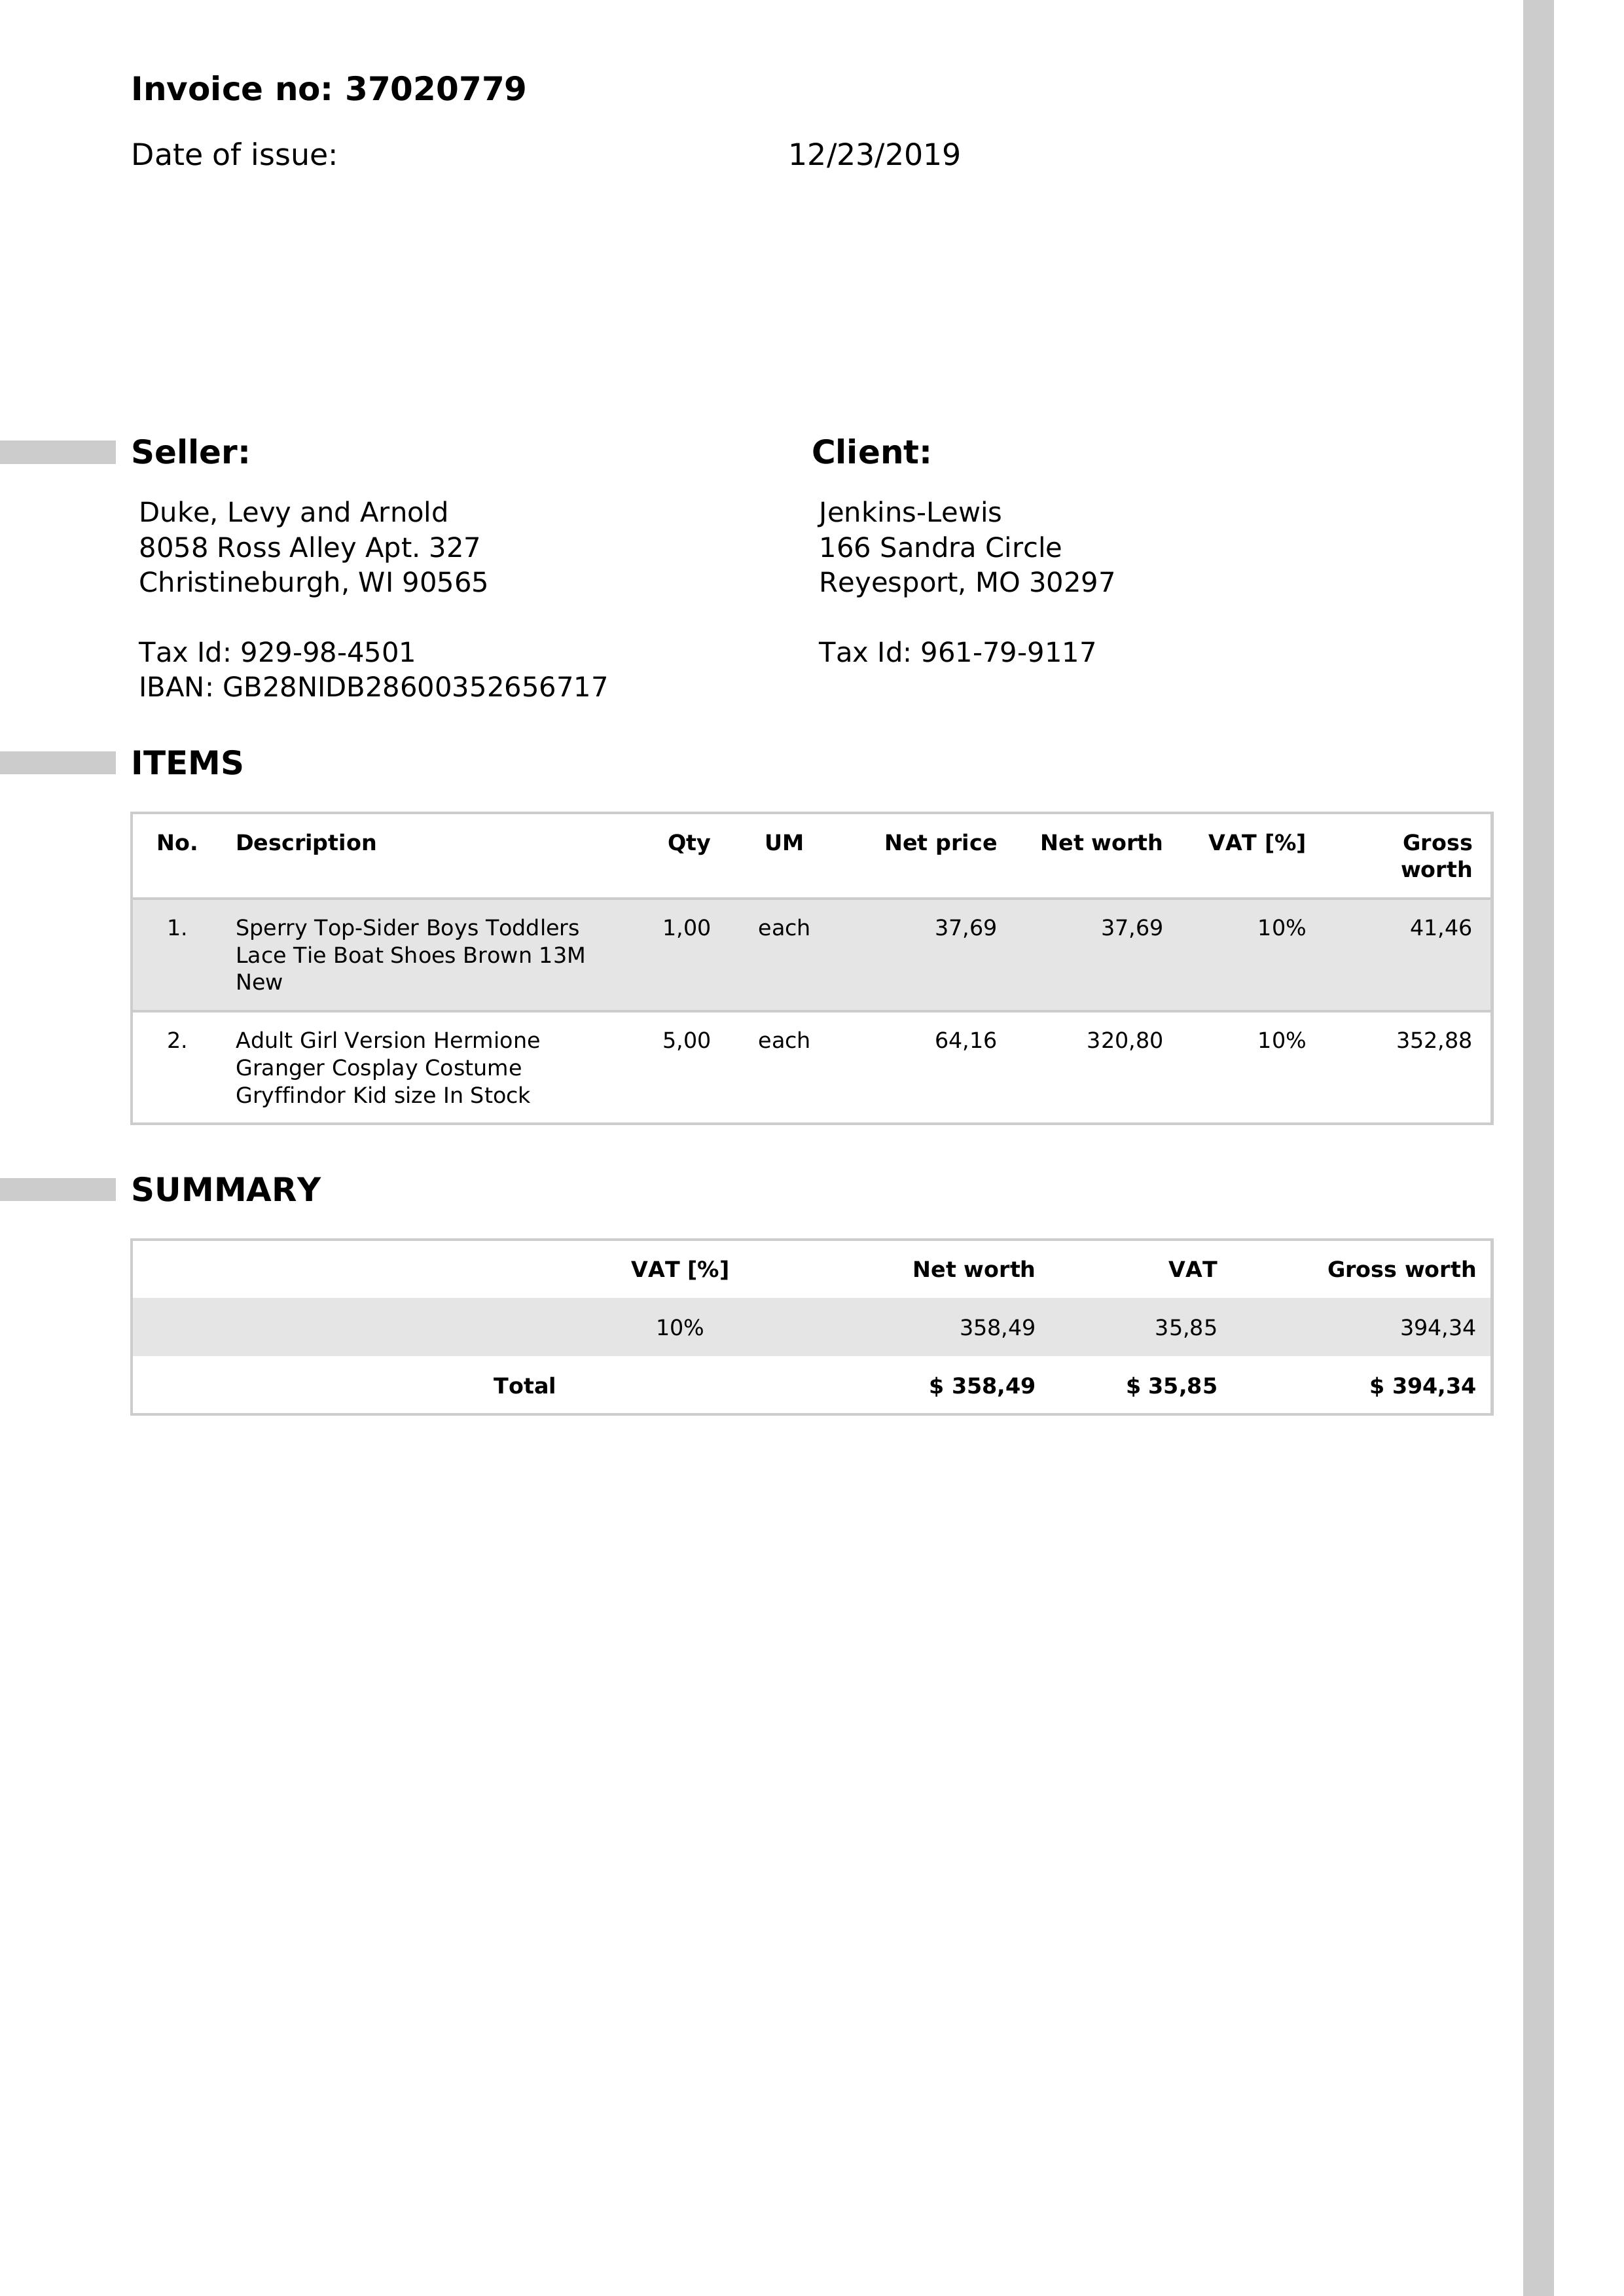 Invoice no: 37020779
Date of issue: 12/23/2019
Seller:
Duke, Levy and Arnold
8058 Ross Alley Apt. 327
Christineburgh, WI 90565
Tax Id: 929-98-4501
IBAN: GB28NIDB28600352656717
Client:
Jenkins-Lewis
166 Sandra Circle
Reyesport, MO 30297
Tax Id: 961-79-9117
ITEMS
No. Description Qty UM Net price Net worth VAT [%] Gross
worth
1. Sperry Top-Sider Boys Toddlers 1,00 each 37,69 37,69 10% 41,46
Lace Tie Boat Shoes Brown 13M
New
2. Adult Girl Version Hermione 5,00 each 64,16 320,80 10% 352,88
Granger Cosplay Costume
Gryffindor Kid size In Stock
SUMMARY
VAT [%] Net worth VAT Gross worth
10% 358,49 35,85 394,34
Total $ 358,49 $ 35,85 $ 394,34